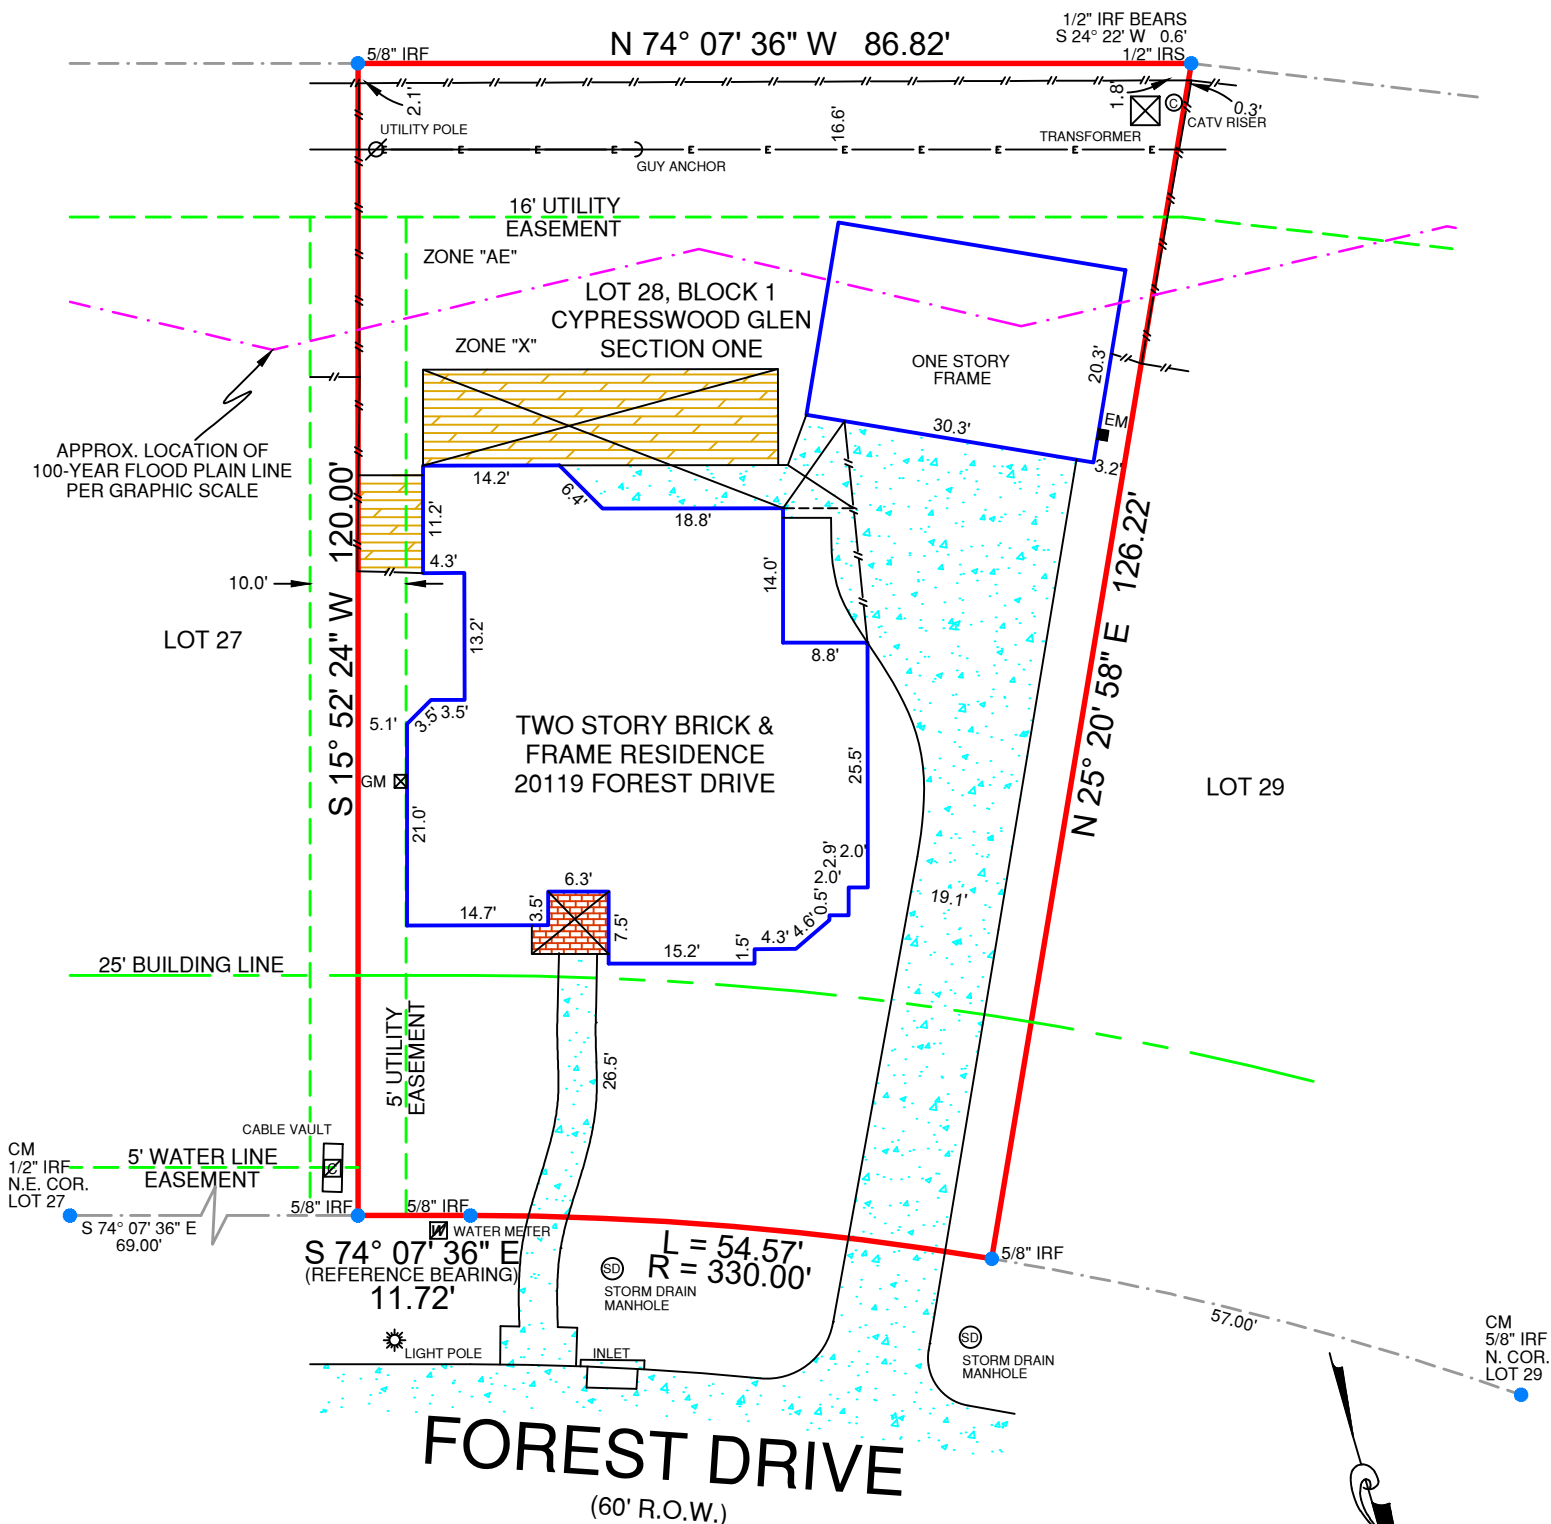 N 74° 07' 36" W 86.82'
1/2" IRF BEARS
S 24° 22' W 0.6'
1/2" IRS
5/8" IRF
2.1'
1.8'
0.3'
16.6'
UTILITY POLE
GUY ANCHOR
TRANSFORMER
C
CATV RISER
E E E E E E E E E E E
16' UTILITY
EASEMENT
ZONE "AE"
LOT 28, BLOCK 1
CYPRESSWOOD GLEN
SECTION ONE
ZONE "X"
ONE STORY
FRAME
20.3'
30.3'
EM
3.2'
APPROX. LOCATION OF
100-YEAR FLOOD PLAIN LINE
PER GRAPHIC SCALE
S 15° 52' 24" W 120.00'
N 25° 20' 58" E 126.22'
14.2'
6.4'
18.8'
11.2'
4.3'
14.0'
10.0'
13.2'
8.8'
LOT 27
3.5'
3.5'
5.1'
TWO STORY BRICK &
FRAME RESIDENCE
20119 FOREST DRIVE
25.5'
GM
LOT 29
21.0'
2.9'
2.0'
2.0'
0.5'
6.3'
19.1'
14.7'
3.5'
7.5'
4.6'
4.3'
1.5'
15.2'
25' BUILDING LINE
5' UTILITY
EASEMENT
26.5'
CABLE VAULT
C
CM
1/2" IRF
N.E. COR.
LOT 27
5' WATER LINE
EASEMENT
5/8" IRF
5/8" IRF
S 74° 07' 36" E
69.00'
W
WATER METER
S 74° 07' 36" E
(REFERENCE BEARING)
11.72'
L = 54.57'
R = 330.00'
5/8" IRF
SD
STORM DRAIN
MANHOLE
57.00'
LIGHT POLE
INLET
SD
STORM DRAIN
MANHOLE
CM
5/8" IRF
N. COR.
LOT 29
FOREST DRIVE
(60' R.O.W.)